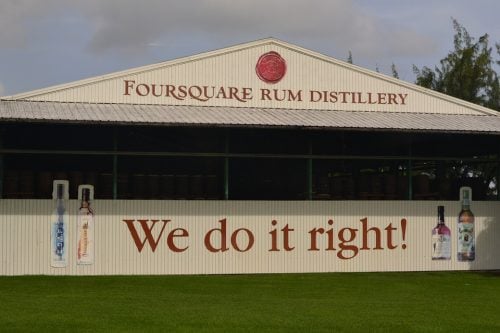 FOURSQUARE RUM DISTILLERY
We do it right!